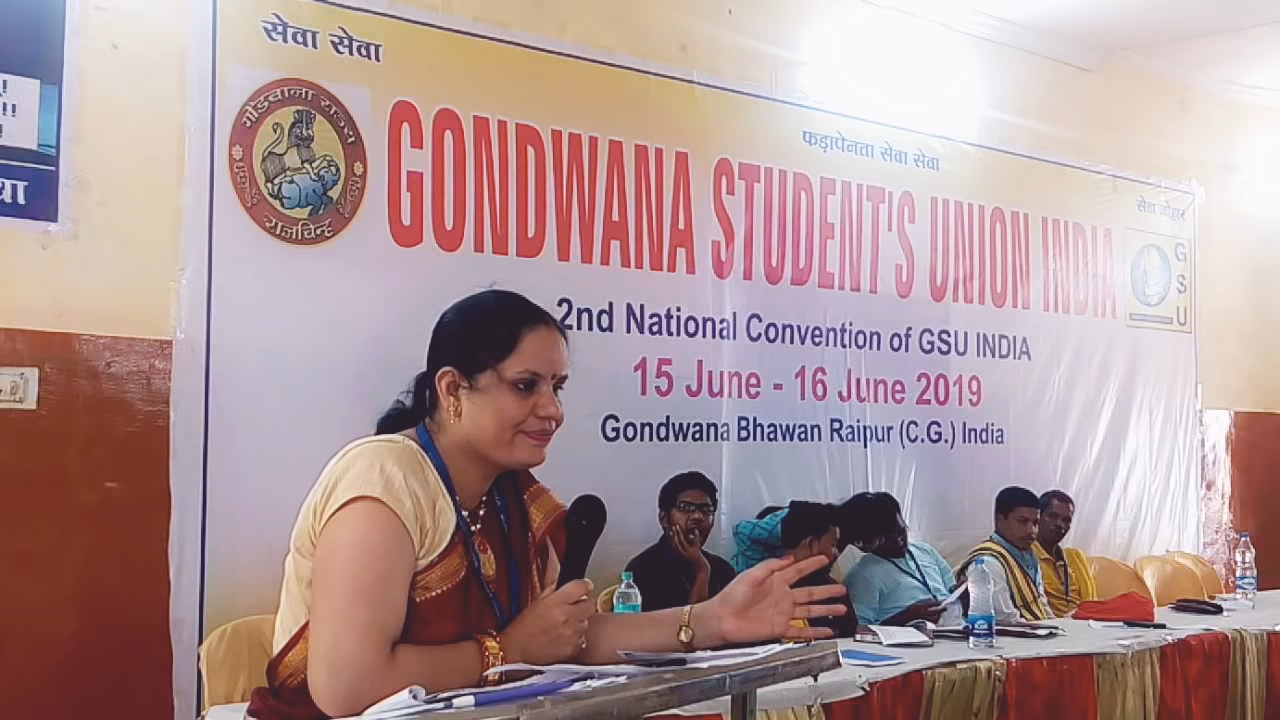 सेवा सेवा
फड़ापेनता सेवा सेवा
सेवा जोहार
गोंडवाना राज्य
राजचिन्ह
GONDWANA STUDENT'S UNION INDIA
GSU
2nd National Convention of GSU INDIA
15 June - 16 June 2019
Gondwana Bhawan Raipur (C.G.) India